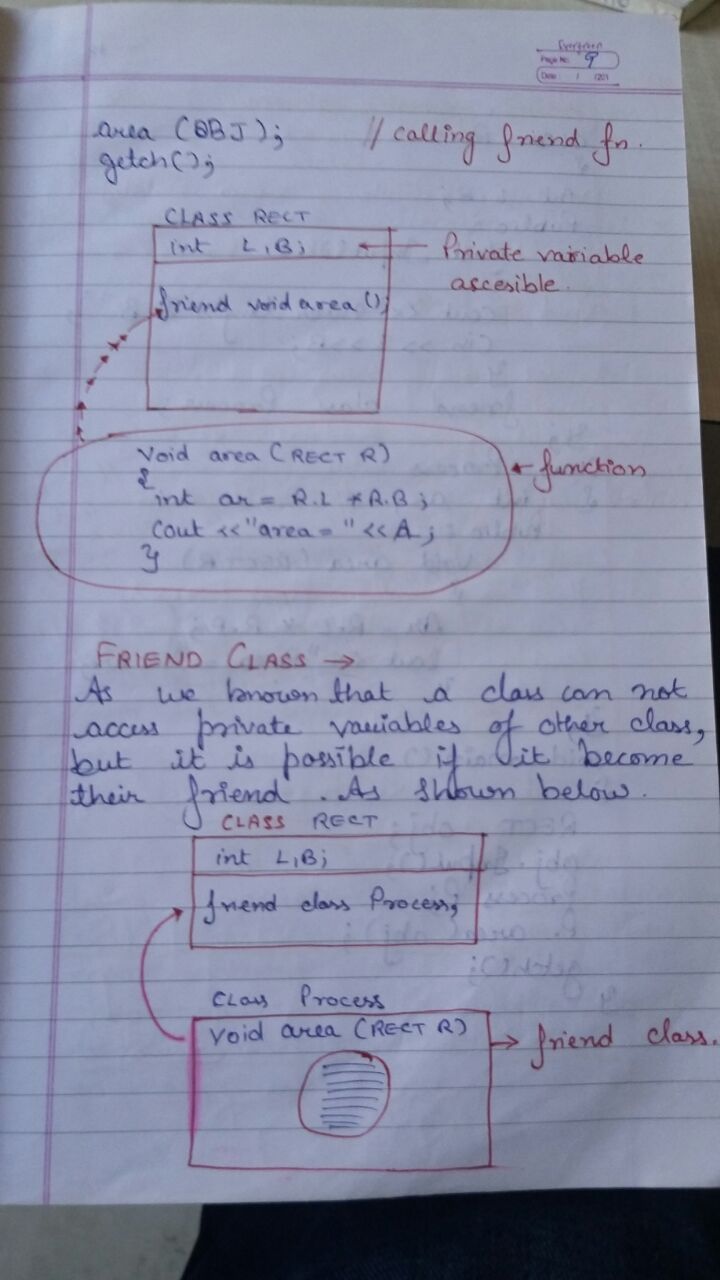 Evergreen
Page No. 9
Date: / /201
area (OBJ); // calling friend fn.
getch();
CLASS RECT
int L,B; Private variable
accesible.
friend void area();
void area (RECT R)
{ function
int ar = R.L * R.B;
cout << "area = " << A;
}
FRIEND CLASS →
As we known that a class can not
access private variables of other class,
but it is possible if it become
their friend. As shown below.
CLASS RECT
int L,B;
friend class Process;
Class Process
void area (RECT R) → friend class.